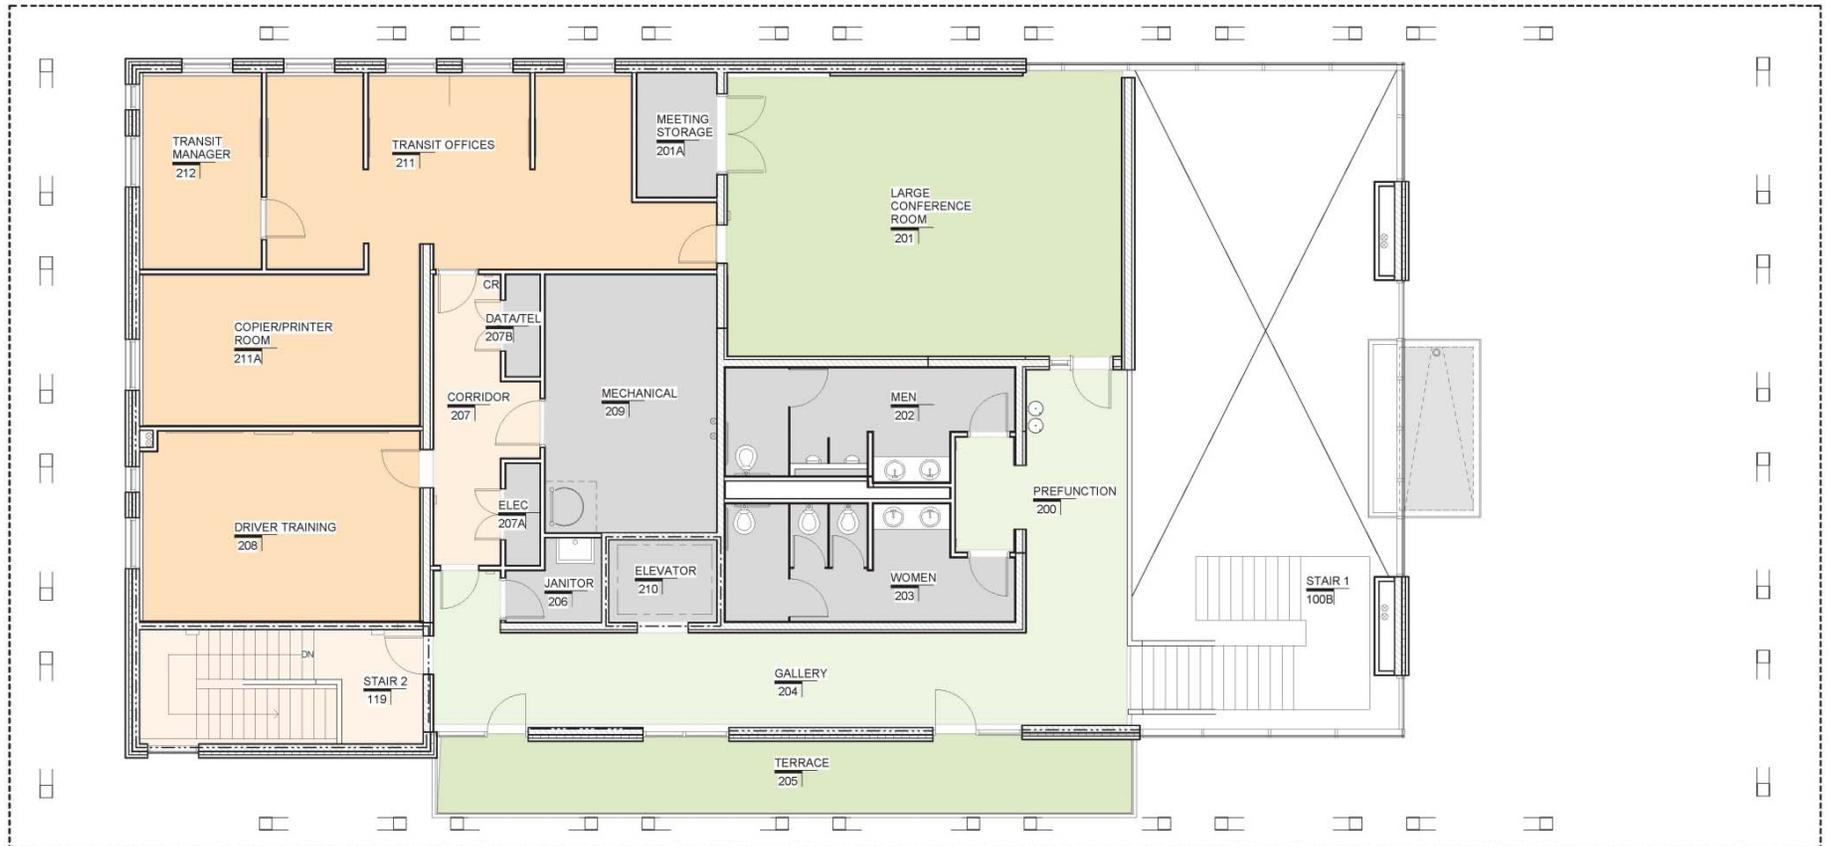 TRANSIT
MANAGER
212
TRANSIT OFFICES
211
MEETING
STORAGE
201A
LARGE
CONFERENCE
ROOM
201
CR
DATA/TEL
207B
COPIER/PRINTER
ROOM
211A
CORRIDOR
207
MECHANICAL
209
MEN
202
PREFUNCTION
200
ELEC
207A
DRIVER TRAINING
208
JANITOR
206
ELEVATOR
210
WOMEN
203
STAIR 1
100B
DN
STAIR 2
119
GALLERY
204
TERRACE
205